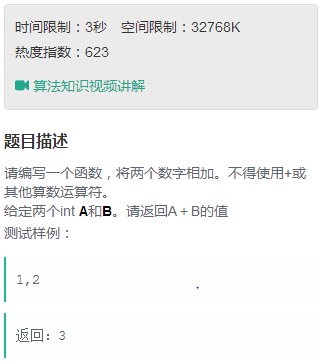 时间限制：3秒 空间限制：32768K
热度指数：623
算法知识视频讲解
题目描述
请编写一个函数，将两个数字相加。不得使用+或
其他算数运算符。
给定两个int A和B。请返回A＋B的值
测试样例：
1,2
返回：3